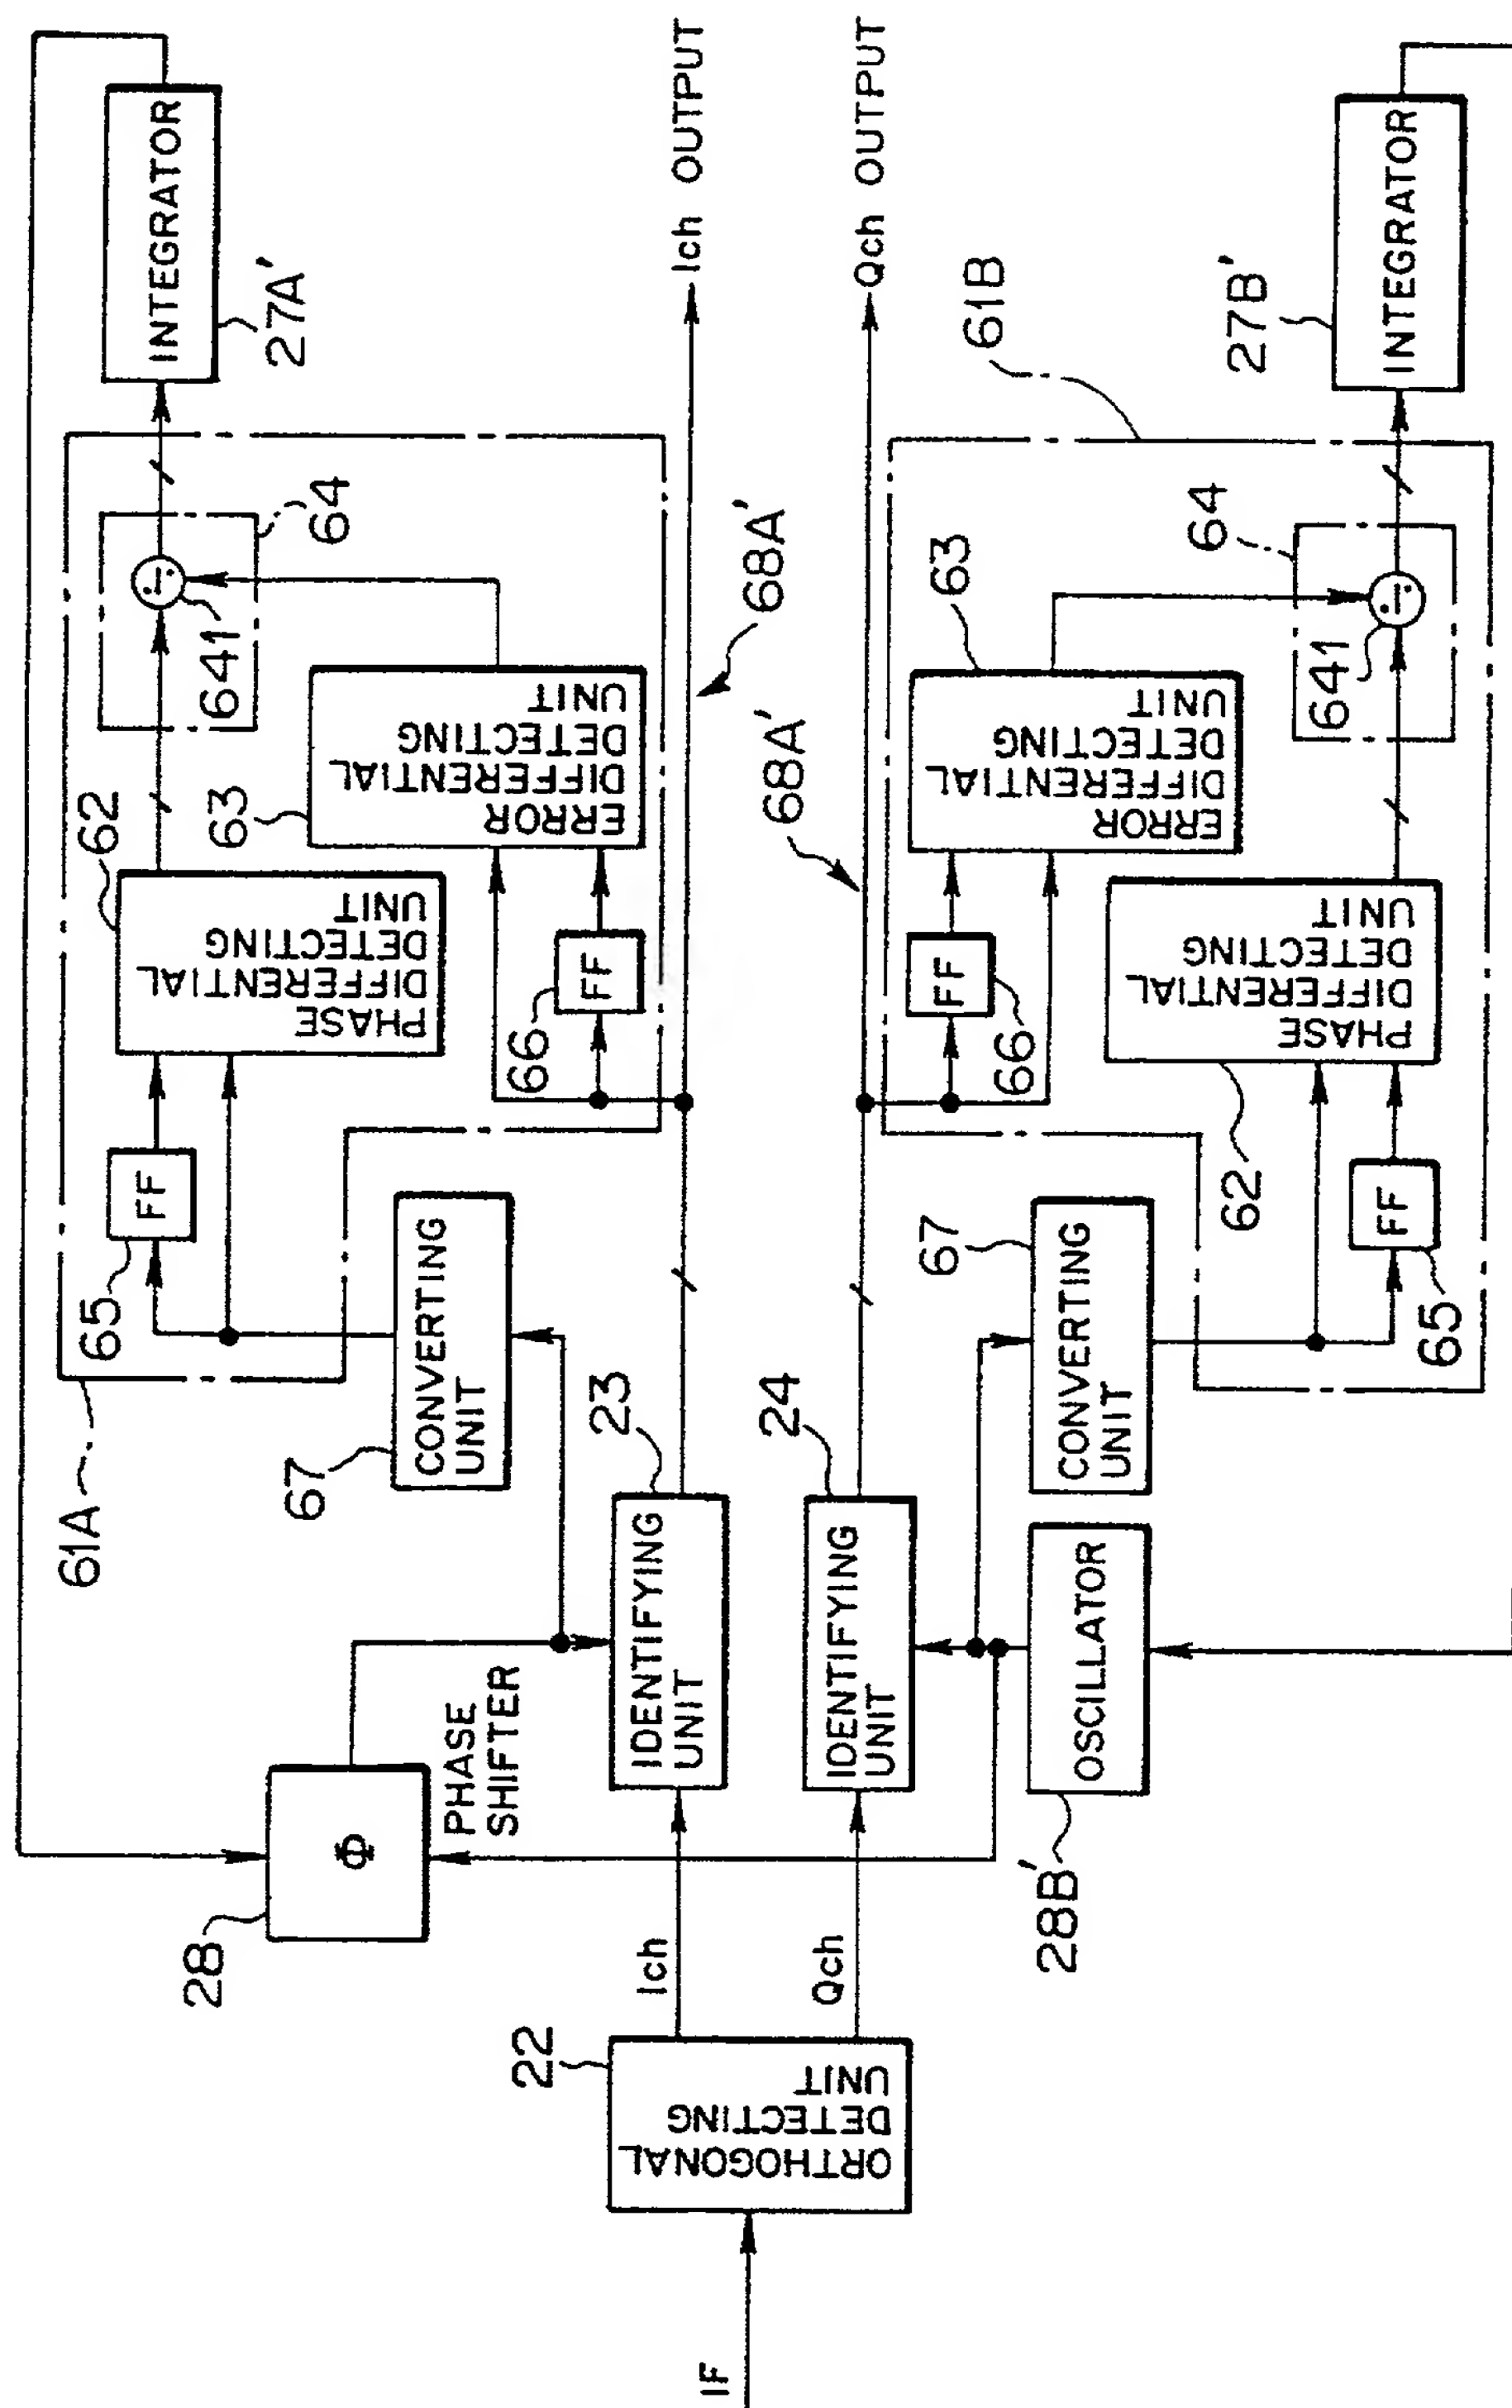 IF
ORTHOGONAL
DETECTING
UNIT
22
Ich
Qch
28
Φ
PHASE
SHIFTER
IDENTIFYING
UNIT
23
IDENTIFYING
UNIT
24
OSCILLATOR
28B'
61A
67
CONVERTING
UNIT
67
CONVERTING
UNIT
65
FF
62
PHASE
DIFFERENTIAL
DETECTING
UNIT
66
FF
63
ERROR
DIFFERENTIAL
DETECTING
UNIT
641
÷
64
INTEGRATOR
27A'
68A'
Ich OUTPUT
68A'
Qch OUTPUT
61B
FF
66
ERROR
DIFFERENTIAL
DETECTING
UNIT
63
FF
65
62
PHASE
DIFFERENTIAL
DETECTING
UNIT
641
÷
64
INTEGRATOR
27B'